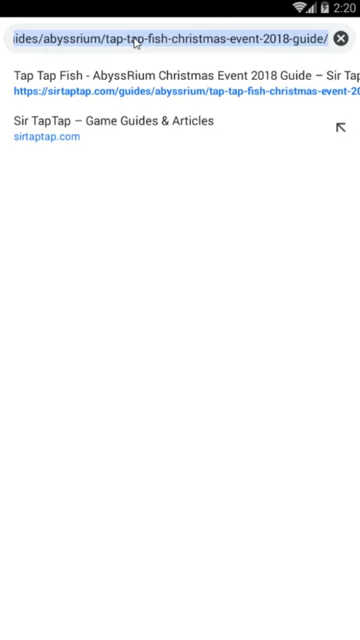 2:20
ides/abyssrium/tap-tap-fish-christmas-event-2018-guide/
Tap Tap Fish - AbyssRium Christmas Event 2018 Guide – Sir Tap
https://sirtaptap.com/guides/abyssrium/tap-tap-fish-christmas-event-20
Sir TapTap – Game Guides & Articles
sirtaptap.com